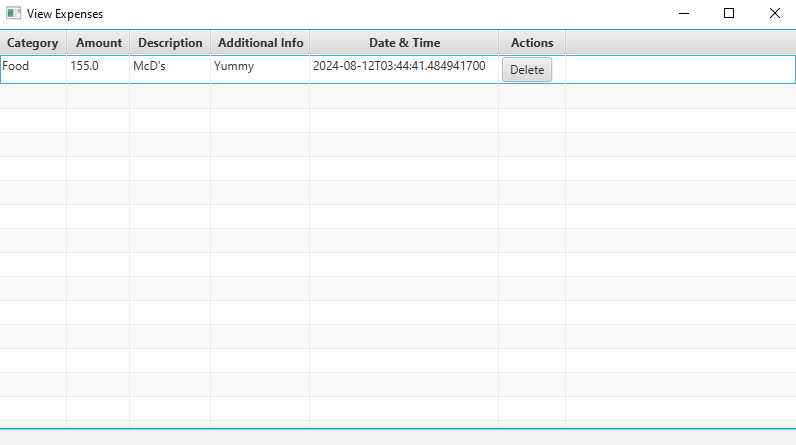 View Expenses
Category Amount Description Additional Info Date & Time Actions
Food 155.0 McD's Yummy 2024-08-12T03:44:41.484941700 Delete